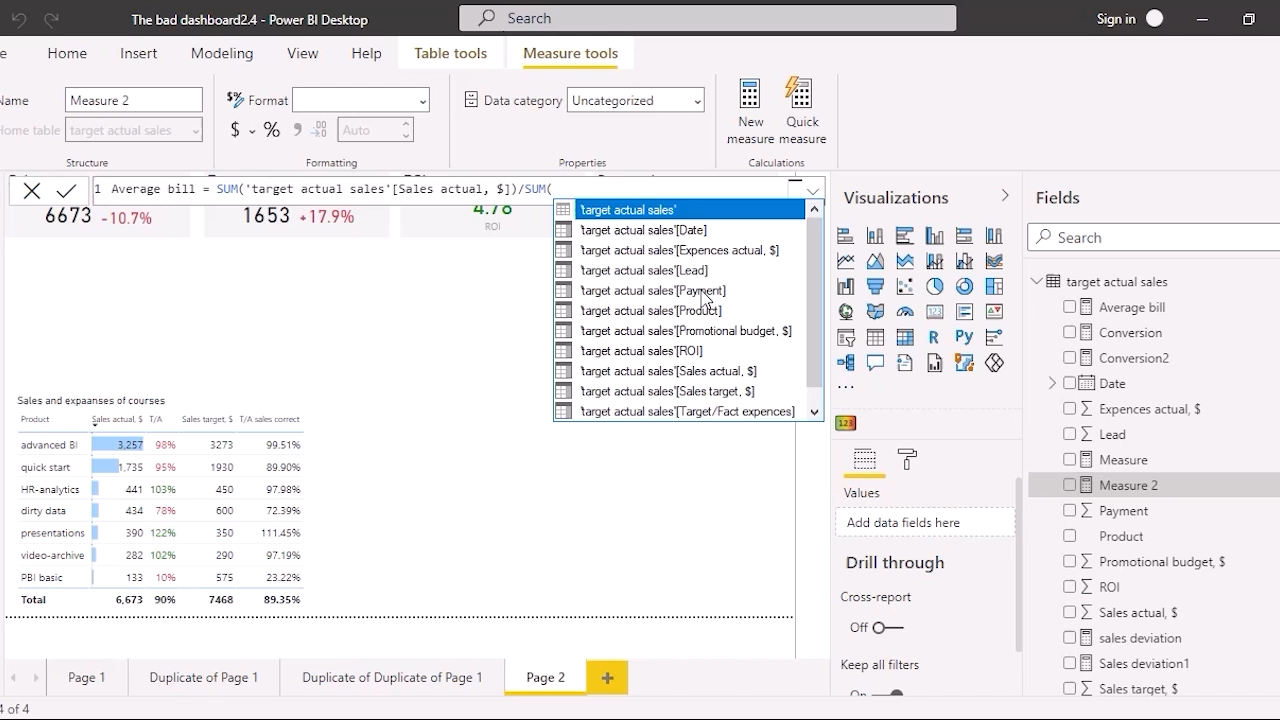 The bad dashboard2.4 - Power BI Desktop
Search
Sign in
Home
Insert
Modeling
View
Help
Table tools
Measure tools
Name
Measure 2
Home table
target actual sales
Structure
Format
$
%
Auto
Formatting
Data category
Uncategorized
Properties
New measure
Quick measure
Calculations
1 Average bill = SUM('target actual sales'[Sales actual, $])/SUM(
'target actual sales'
'target actual sales'[Date]
'target actual sales'[Expences actual, $]
'target actual sales'[Lead]
'target actual sales'[Payment]
'target actual sales'[Product]
'target actual sales'[Promotional budget, $]
'target actual sales'[ROI]
'target actual sales'[Sales actual, $]
'target actual sales'[Sales target, $]
'target actual sales'[Target/Fact expences]
6673 -10.7%
1653 +17.9%
4.78
ROI
Sales and expaanses of courses
Product Sales actual, $ T/A Sales target, $ T/A sales correct
advanced BI 3,257 98% 3273 99.51%
quick start 1,735 95% 1930 89.90%
HR-analytics 441 103% 450 97.98%
dirty data 434 78% 600 72.39%
presentations 390 122% 350 111.45%
video-archive 282 102% 290 97.19%
PBI basic 133 10% 575 23.22%
Total 6,673 90% 7468 89.35%
Page 1
Duplicate of Page 1
Duplicate of Duplicate of Page 1
Page 2
+
4 of 4
Visualizations
R
Py
...
123
Values
Add data fields here
Drill through
Cross-report
Off
Keep all filters
On
Fields
Search
target actual sales
Average bill
Conversion
Conversion2
Date
Expences actual, $
Lead
Measure
Measure 2
Payment
Product
Promotional budget, $
ROI
Sales actual, $
sales deviation
Sales deviation1
Sales target, $